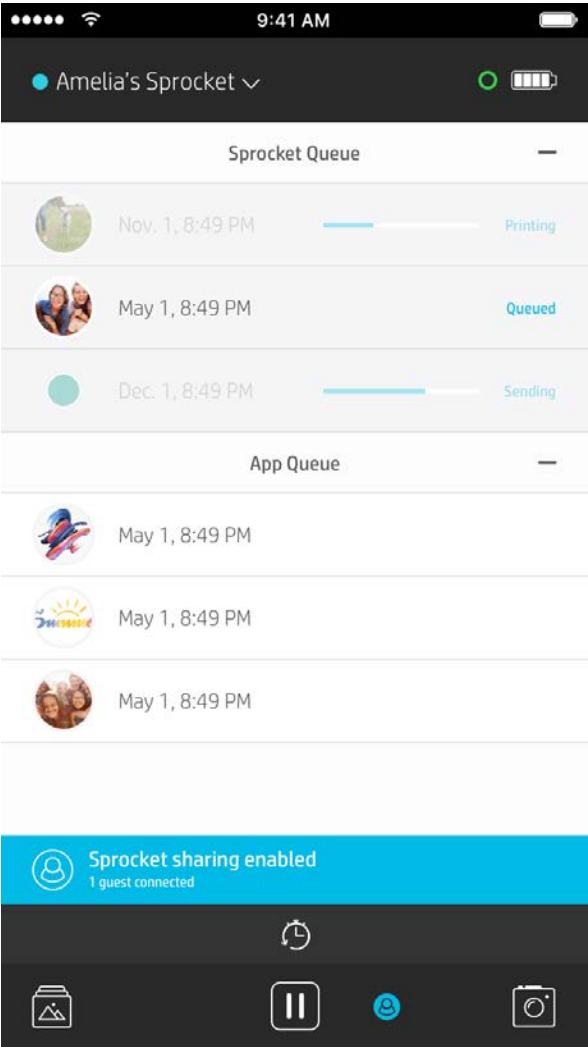 9:41 AM
Amelia's Sprocket
Sprocket Queue
Nov. 1, 8:49 PM Printing
May 1, 8:49 PM Queued
Dec. 1, 8:49 PM Sending
App Queue
May 1, 8:49 PM
May 1, 8:49 PM
May 1, 8:49 PM
Sprocket sharing enabled
1 guest connected